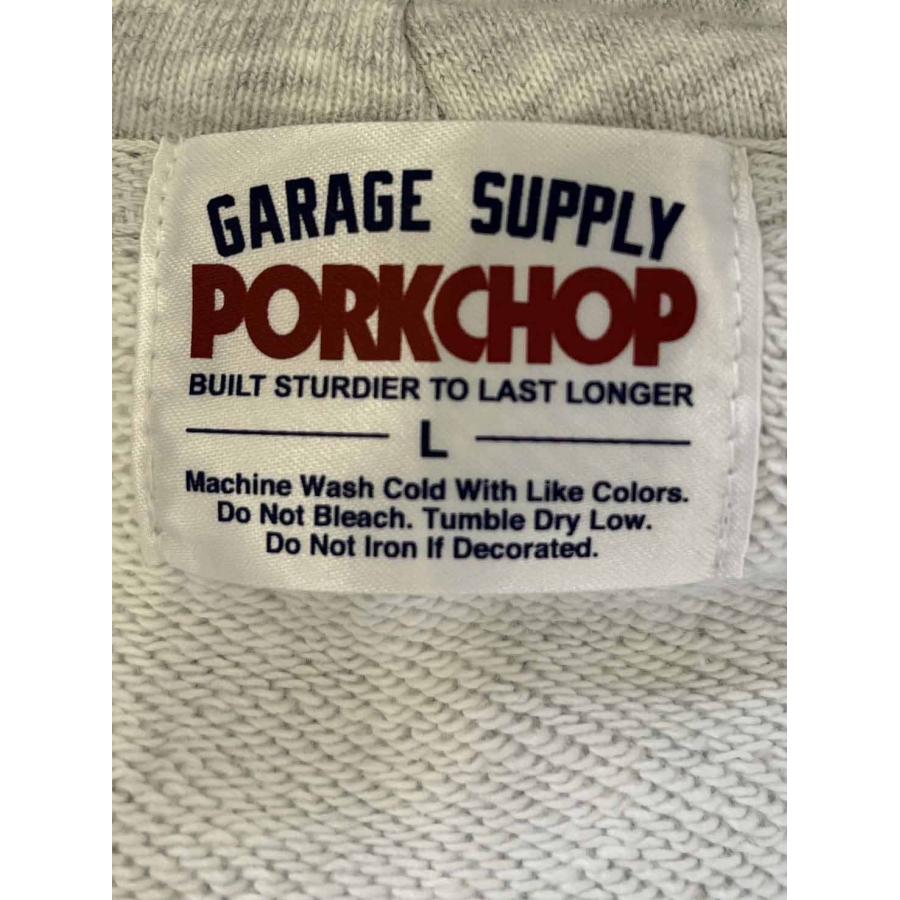 GARAGE SUPPLY
PORKCHOP
BUILT STURDIER TO LAST LONGER
L
Machine Wash Cold With Like Colors.
Do Not Bleach. Tumble Dry Low.
Do Not Iron If Decorated.